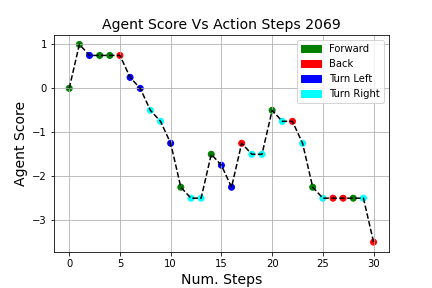 Agent Score Vs Action Steps 2069
Agent Score
1
0
−1
−2
−3
Forward
Back
Turn Left
Turn Right
0 5 10 15 20 25 30
Num. Steps